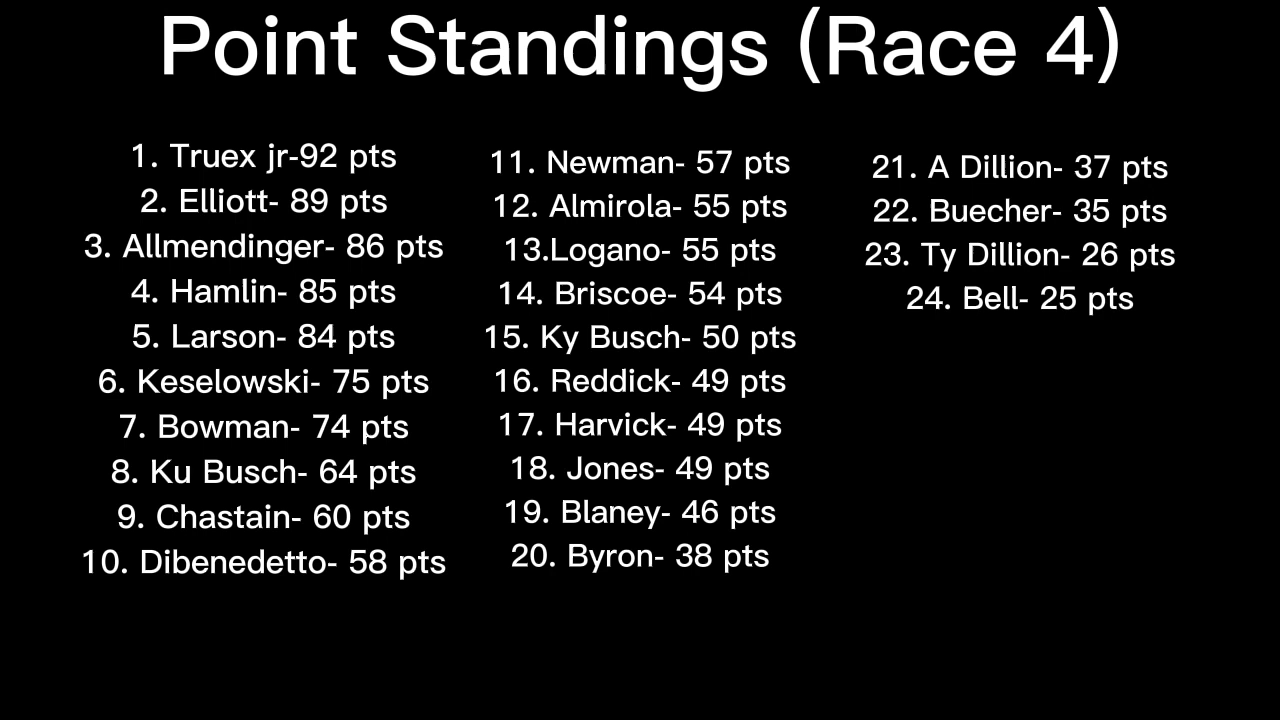 Point Standings (Race 4)
1. Truex jr-92 pts
2. Elliott- 89 pts
3. Allmendinger- 86 pts
4. Hamlin- 85 pts
5. Larson- 84 pts
6. Keselowski- 75 pts
7. Bowman- 74 pts
8. Ku Busch- 64 pts
9. Chastain- 60 pts
10. Dibenedetto- 58 pts
11. Newman- 57 pts
12. Almirola- 55 pts
13.Logano- 55 pts
14. Briscoe- 54 pts
15. Ky Busch- 50 pts
16. Reddick- 49 pts
17. Harvick- 49 pts
18. Jones- 49 pts
19. Blaney- 46 pts
20. Byron- 38 pts
21. A Dillion- 37 pts
22. Buecher- 35 pts
23. Ty Dillion- 26 pts
24. Bell- 25 pts